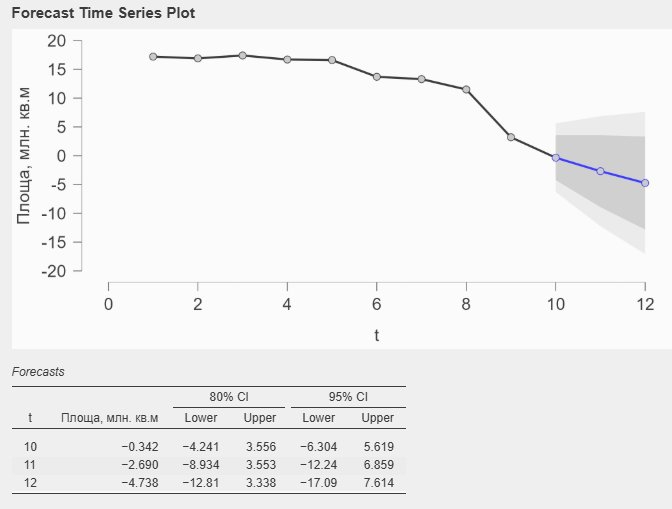 Forecast Time Series Plot
20
15
10
5
0
-5
-10
-15
-20
Площа, млн. кв.м
0 2 4 6 8 10 12
t
Forecasts
80% CI 95% CI
t Площа, млн. кв.м Lower Upper Lower Upper
10 −0.342 −4.241 3.556 −6.304 5.619
11 −2.690 −8.934 3.553 −12.24 6.859
12 −4.738 −12.81 3.338 −17.09 7.614